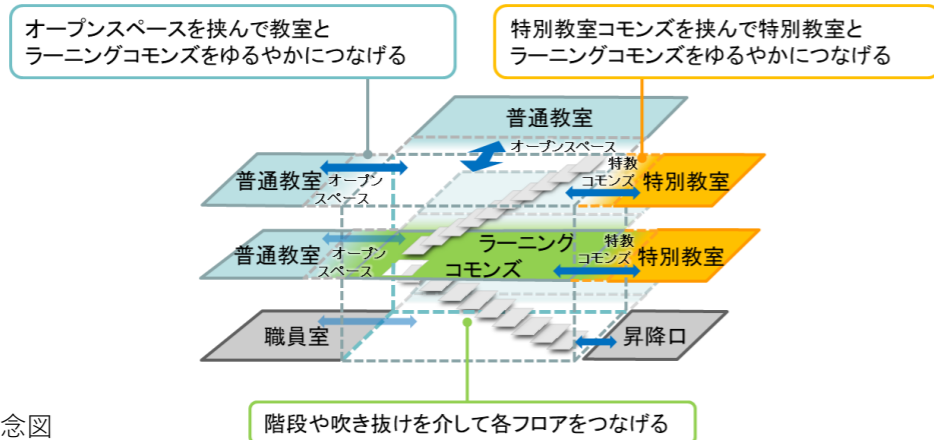 オープンスペースを挟んで教室と
ラーニングコモンズをゆるやかにつなげる
特別教室コモンズを挟んで特別教室と
ラーニングコモンズをゆるやかにつなげる
普通教室
オープンスペース
普通教室
オープン
スペース
特教
コモンズ
特別教室
普通教室
オープン
スペース
ラーニング
コモンズ
特教
コモンズ
特別教室
職員室
昇降口
階段や吹き抜けを介して各フロアをつなげる
念図